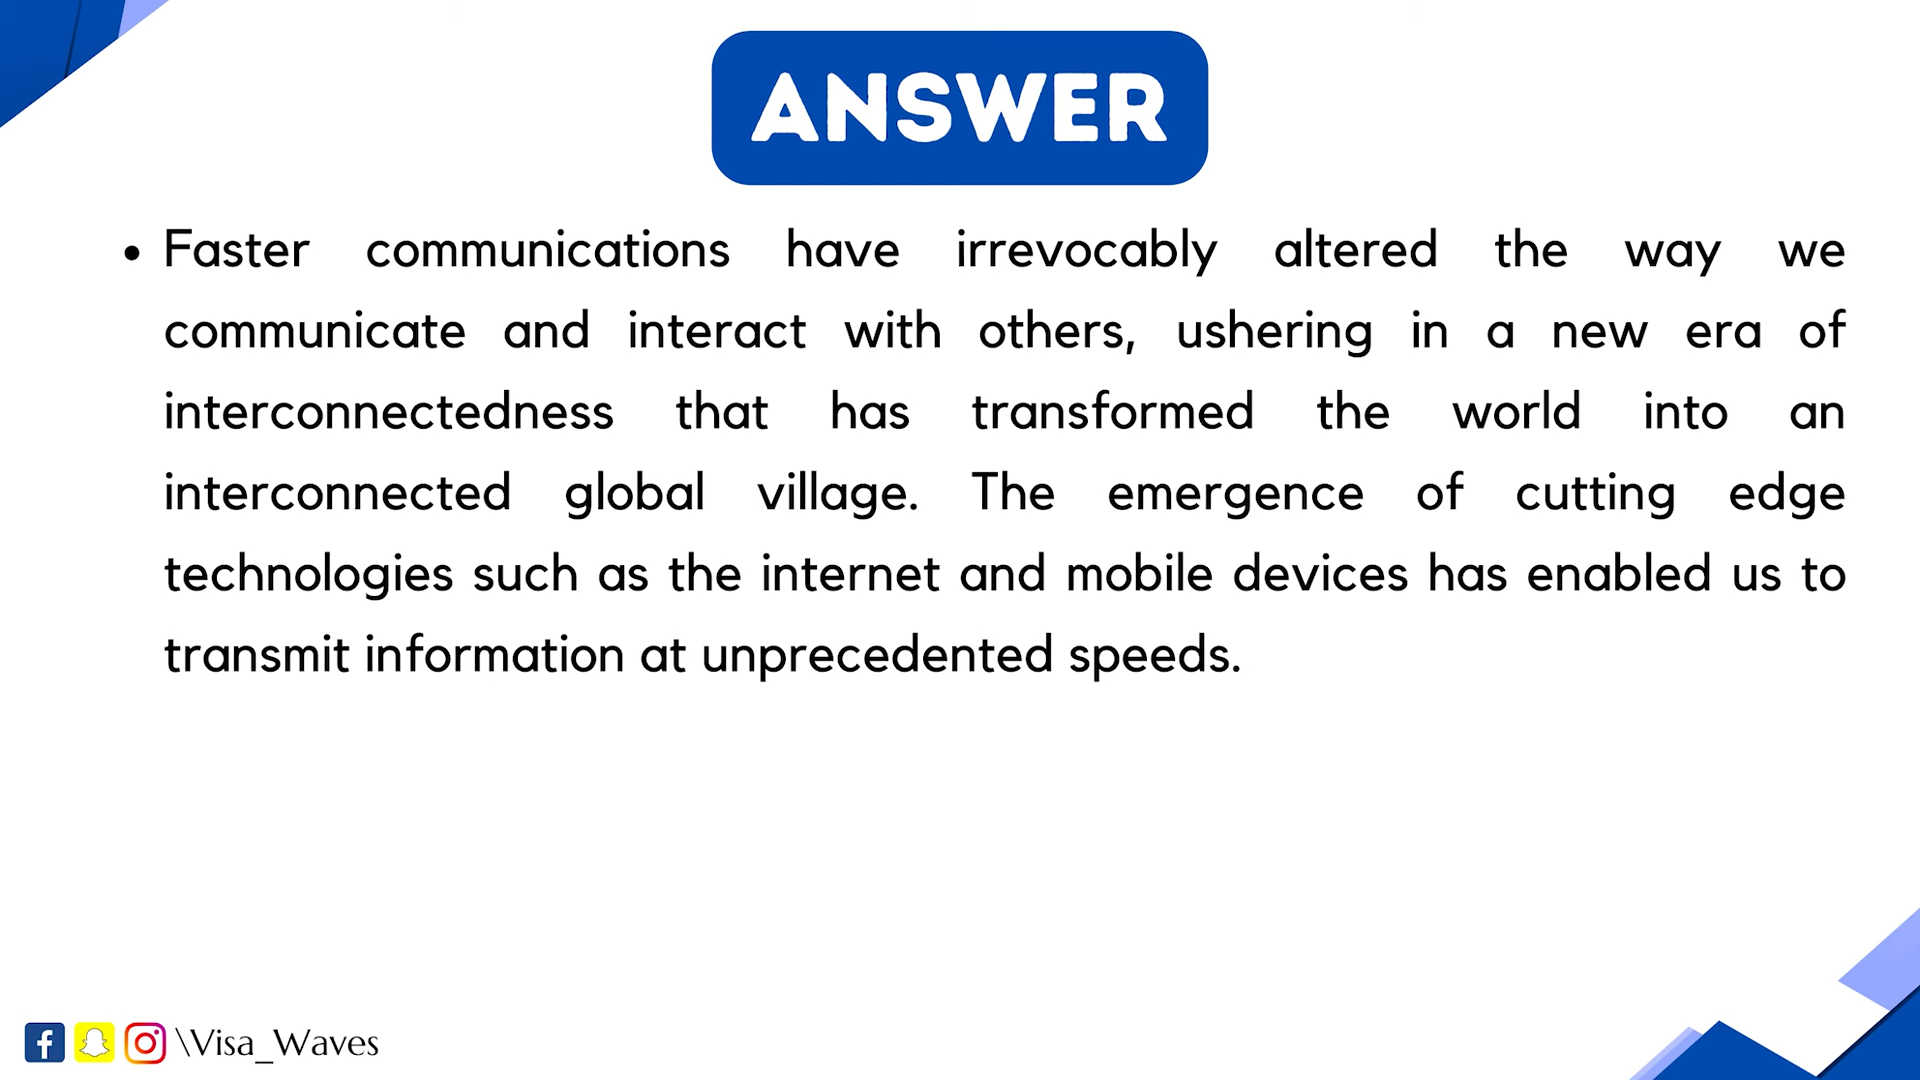 ANSWER
• Faster communications have irrevocably altered the way we
communicate and interact with others, ushering in a new era of
interconnectedness that has transformed the world into an
interconnected global village. The emergence of cutting edge
technologies such as the internet and mobile devices has enabled us to
transmit information at unprecedented speeds.
\Visa_Waves